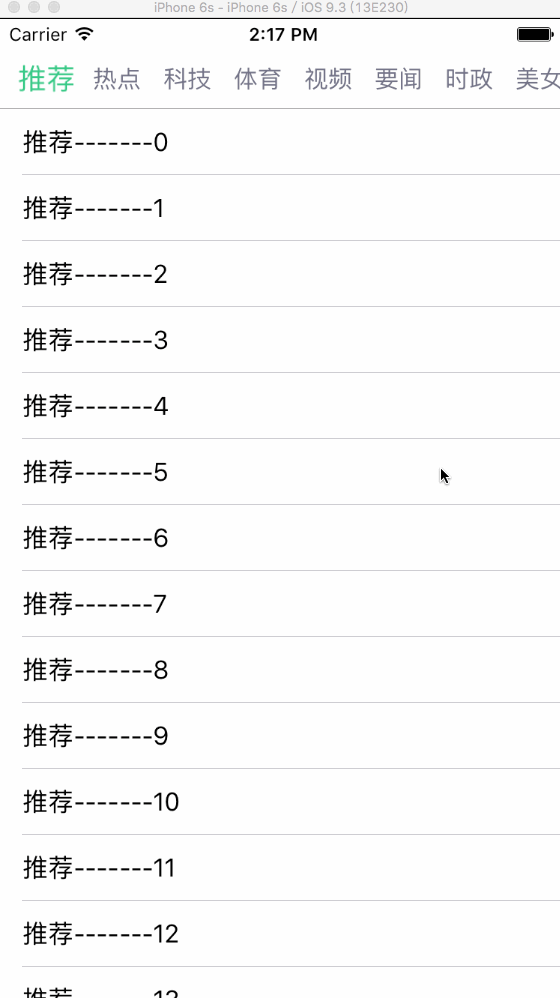 iPhone 6s - iPhone 6s / iOS 9.3 (13E230)
Carrier 2:17 PM
推荐 热点 科技 体育 视频 要闻 时政 美女
推荐-------0
推荐-------1
推荐-------2
推荐-------3
推荐-------4
推荐-------5
推荐-------6
推荐-------7
推荐-------8
推荐-------9
推荐-------10
推荐-------11
推荐-------12
推荐-------13